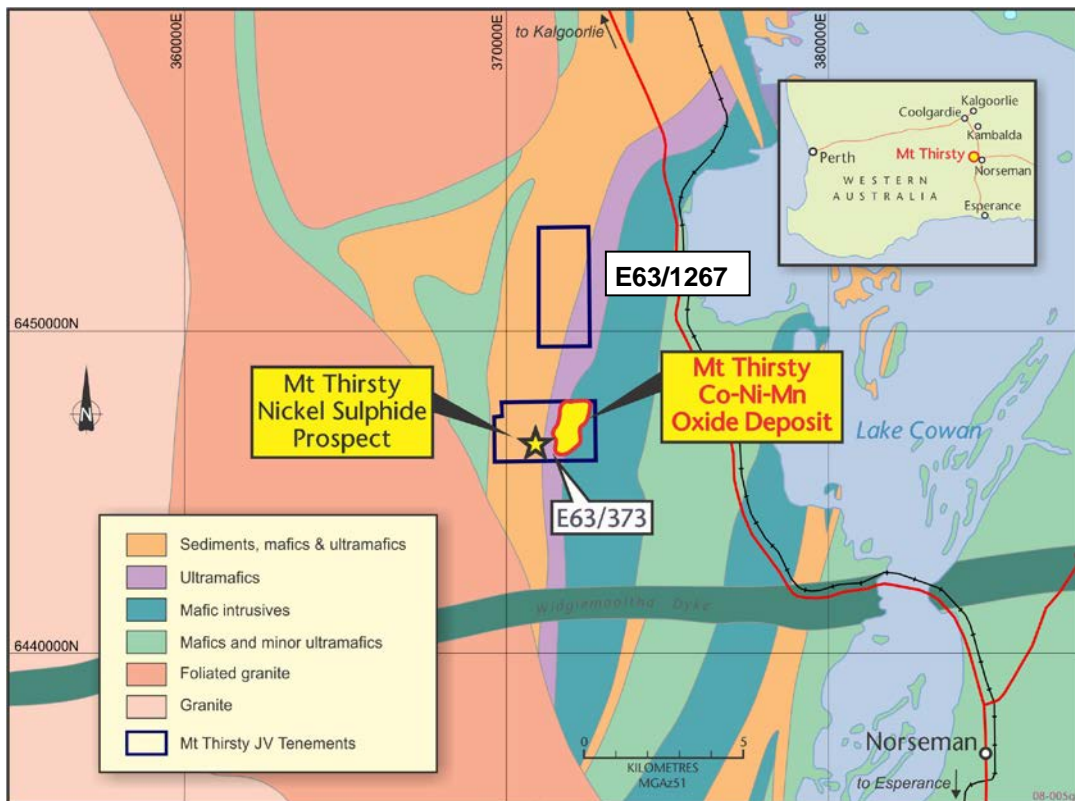 360000E
370000E
380000E
to Kalgoorlie
Kalgoorlie
Coolgardie
Kambalda
Perth
Mt Thirsty
Norseman
WESTERN
AUSTRALIA
Esperance
E63/1267
6450000N
N
Mt Thirsty
Nickel Sulphide
Prospect
Mt Thirsty
Co-Ni-Mn
Oxide Deposit
Lake Cowan
E63/373
Sediments, mafics & ultramafics
Ultramafics
Mafic intrusives
Mafics and minor ultramafics
Foliated granite
Granite
Mt Thirsty JV Tenements
Widgiemooltha Dyke
6440000N
0
5
KILOMETRES
MGAz51
Norseman
to Esperance